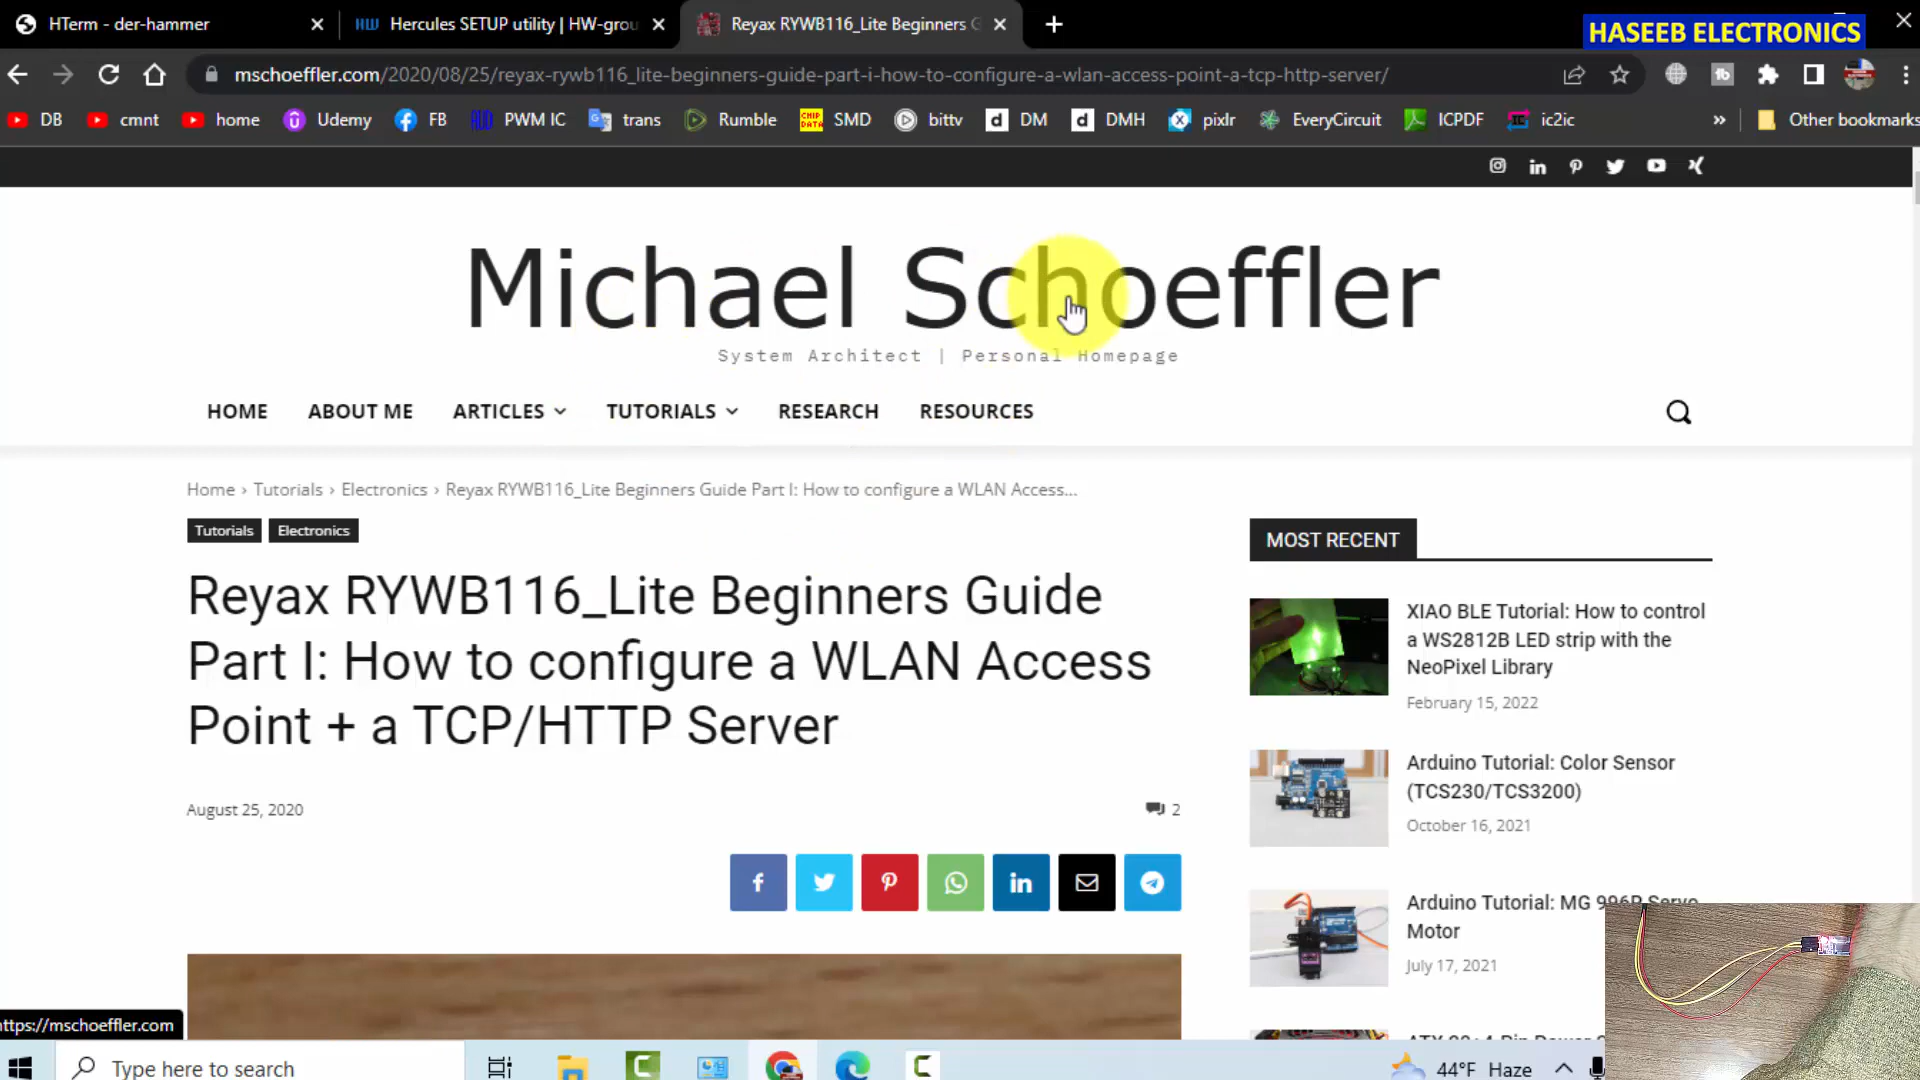 HTerm - der-hammer
Hercules SETUP utility | HW-grou
Reyax RYWB116_Lite Beginners G
HASEEB ELECTRONICS
mschoeffler.com/2020/08/25/reyax-rywb116_lite-beginners-guide-part-i-how-to-configure-a-wlan-access-point-a-tcp-http-server/
DB
cmnt
home
Udemy
FB
PWM IC
trans
Rumble
CHIP DATA
SMD
bittv
DM
DMH
pixlr
EveryCircuit
ICPDF
ic2ic
»
Other bookmarks
Michael Schoeffler
System Architect | Personal Homepage
HOME
ABOUT ME
ARTICLES
TUTORIALS
RESEARCH
RESOURCES
Home › Tutorials › Electronics › Reyax RYWB116_Lite Beginners Guide Part I: How to configure a WLAN Access...
Tutorials
Electronics
Reyax RYWB116_Lite Beginners Guide
Part I: How to configure a WLAN Access
Point + a TCP/HTTP Server
August 25, 2020
2
MOST RECENT
XIAO BLE Tutorial: How to control
a WS2812B LED strip with the
NeoPixel Library
February 15, 2022
Arduino Tutorial: Color Sensor
(TCS230/TCS3200)
October 16, 2021
Arduino Tutorial: MG 996R Servo
Motor
July 17, 2021
https://mschoeffler.com
Type here to search
44°F Haze